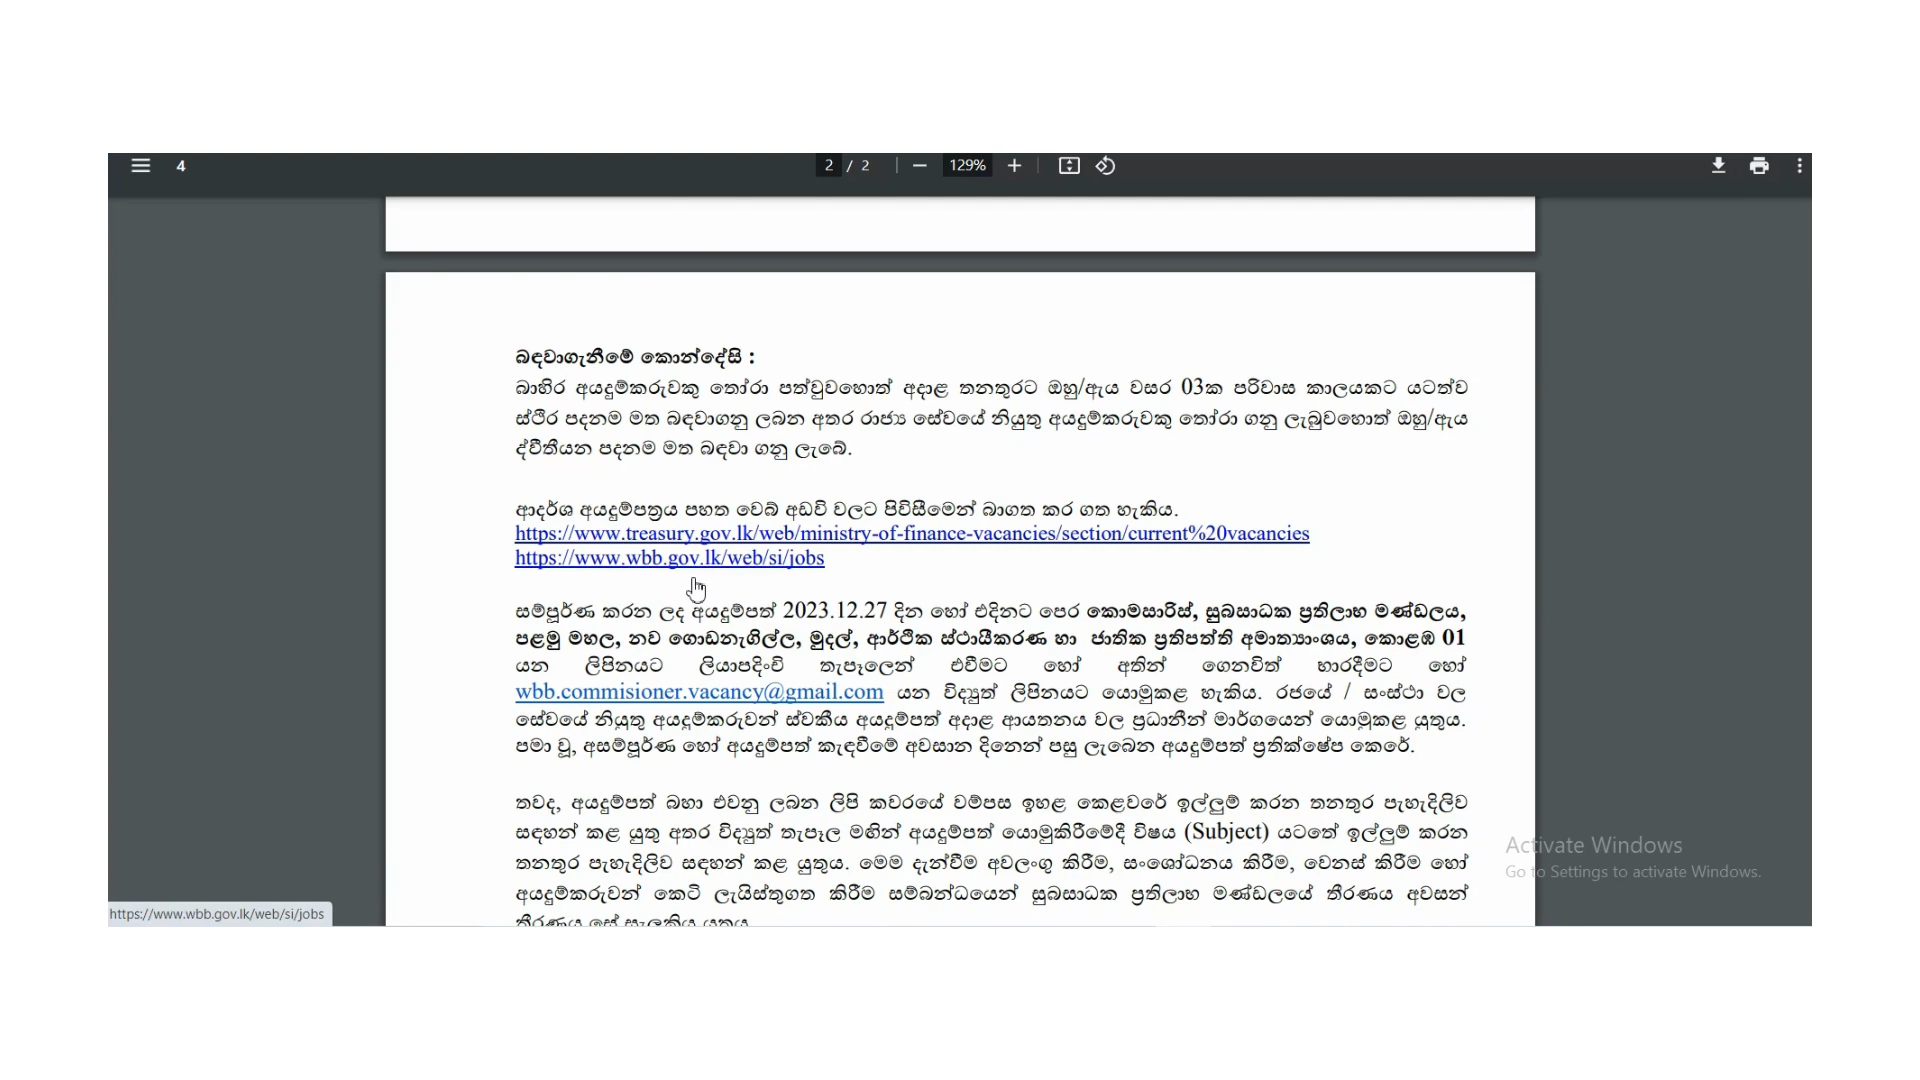 4
2 / 2
129%
බඳවාගැනීමේ කොන්දේසි :
බාහිර අයදුම්කරුවකු තෝරා පත්වුවහොත් අදාළ තනතුරට ඔහු/ඇය වසර 03ක පරිවාස කාලයකට යටත්ව
ස්ථිර පදනම මත බඳවාගනු ලබන අතර රාජ්‍ය සේවයේ නියුතු අයදුම්කරුවකු තෝරා ගනු ලැබුවහොත් ඔහු/ඇය
ද්විතීයන පදනම මත බඳවා ගනු ලැබේ.
ආදර්ශ අයදුම්පත්‍රය පහත වෙබ් අඩවි වලට පිවිසීමෙන් බාගත කර ගත හැකිය.
https://www.treasury.gov.lk/web/ministry-of-finance-vacancies/section/current%20vacancies
https://www.wbb.gov.lk/web/si/jobs
සම්පූර්ණ කරන ලද අයදුම්පත් 2023.12.27 දින හෝ එදිනට පෙර කොමසාරිස්, සුබසාධක ප්‍රතිලාභ මණ්ඩලය,
පළමු මහල, නව ගොඩනැගිල්ල, මුදල්, ආර්ථික ස්ථායීකරණ හා ජාතික ප්‍රතිපත්ති අමාත්‍යාංශය, කොළඹ 01
යන ලිපිනයට ලියාපදිංචි තැපෑලෙන් එවීමට හෝ අතින් ගෙනවිත් භාරදීමට හෝ
wbb.commisioner.vacancy@gmail.com යන විද්‍යුත් ලිපිනයට යොමුකළ හැකිය. රජයේ / සංස්ථා වල
සේවයේ නියුතු අයදුම්කරුවන් ස්වකීය අයදුම්පත් අදාළ ආයතනය වල ප්‍රධානීන් මාර්ගයෙන් යොමුකළ යුතුය.
පමා වූ, අසම්පූර්ණ හෝ අයදුම්පත් කැඳවීමේ අවසාන දිනෙන් පසු ලැබෙන අයදුම්පත් ප්‍රතික්ෂේප කෙරේ.
තවද, අයදුම්පත් බහා එවනු ලබන ලිපි කවරයේ වම්පස ඉහළ කෙළවරේ ඉල්ලුම් කරන තනතුර පැහැදිලිව
සඳහන් කළ යුතු අතර විද්‍යුත් තැපෑල මඟින් අයදුම්පත් යොමුකිරීමේදී විෂය (Subject) යටතේ ඉල්ලුම් කරන
තනතුර පැහැදිලිව සඳහන් කළ යුතුය. මෙම දැන්වීම අවලංගු කිරීම, සංශෝධනය කිරීම, වෙනස් කිරීම හෝ
අයදුම්කරුවන් කෙටි ලැයිස්තුගත කිරීම සම්බන්ධයෙන් සුබසාධක ප්‍රතිලාභ මණ්ඩලයේ තීරණය අවසන්
තීරණය සේ සැලකිය යුතුය
Activate Windows
Go to Settings to activate Windows.
https://www.wbb.gov.lk/web/si/jobs